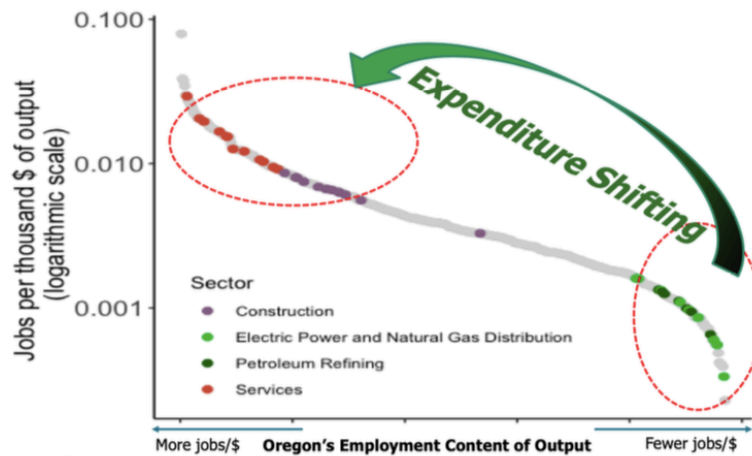 0.100
0.010
0.001
Jobs per thousand $ of output
(logarithmic scale)
Expenditure Shifting
Sector
Construction
Electric Power and Natural Gas Distribution
Petroleum Refining
Services
More jobs/$ Oregon's Employment Content of Output Fewer jobs/$